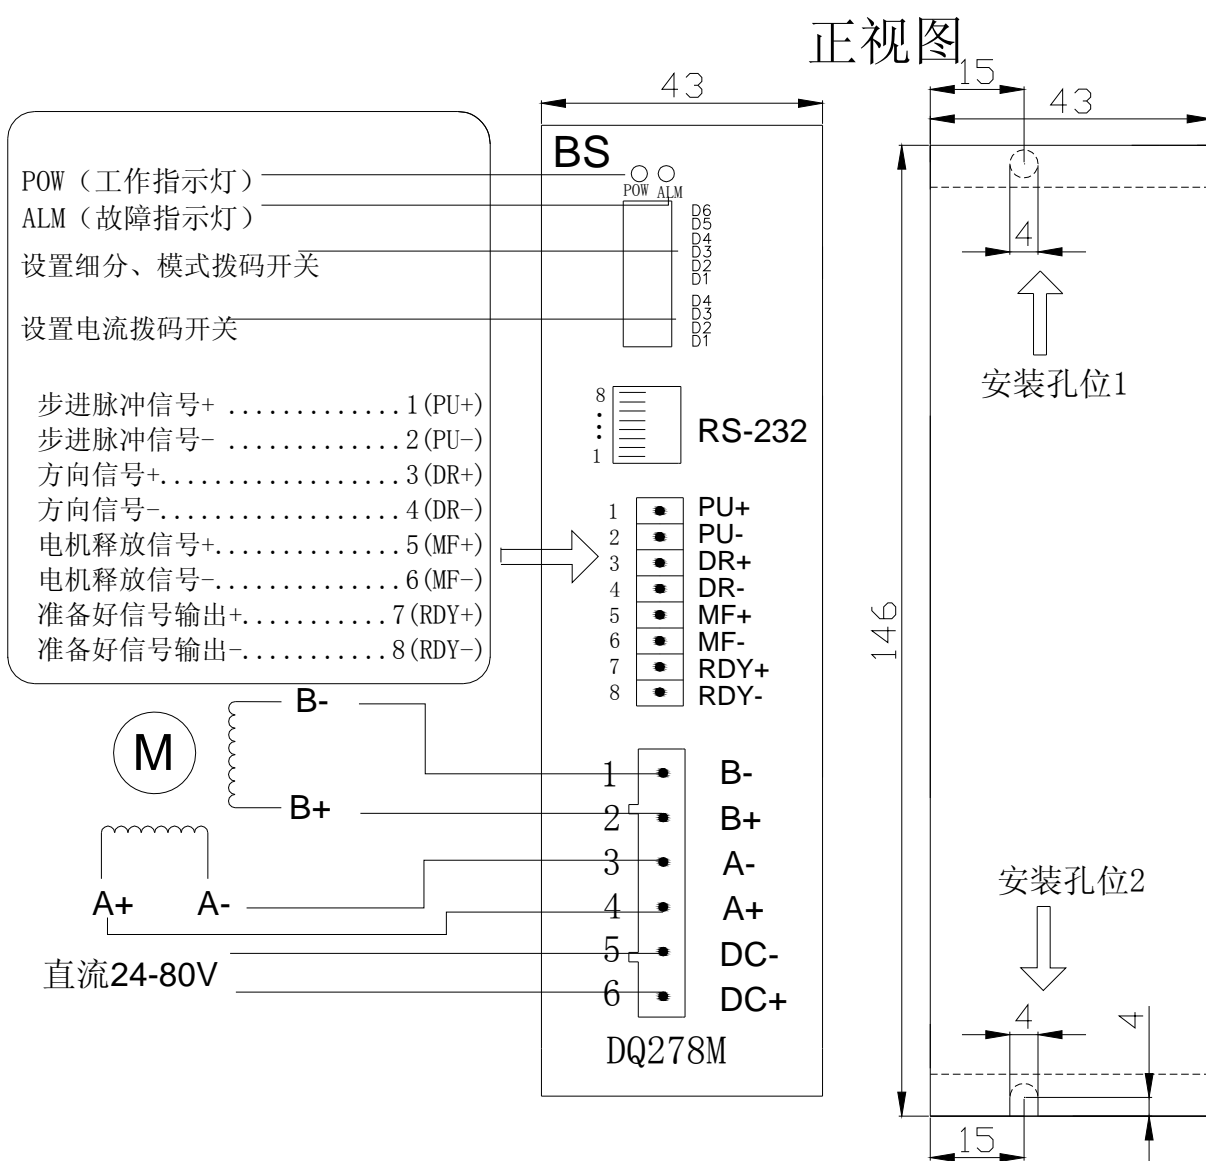 正视图
43
15
43
BS
POW ALM
POW（工作指示灯）
ALM（故障指示灯）
设置细分、模式拨码开关
设置电流拨码开关
D6
D5
D4
D3
D2
D1
D4
D3
D2
D1
4
安装孔位1
步进脉冲信号+ .............1(PU+)
步进脉冲信号- .............2(PU-)
方向信号+..................3(DR+)
方向信号-..................4(DR-)
电机释放信号+..............5(MF+)
电机释放信号-..............6(MF-)
准备好信号输出+...........7(RDY+)
准备好信号输出-...........8(RDY-)
8
1
RS-232
1 PU+
2 PU-
3 DR+
4 DR-
5 MF+
6 MF-
7 RDY+
8 RDY-
146
M
B-
B+
A+ A-
直流24-80V
1 B-
2 B+
3 A-
4 A+
5 DC-
6 DC+
DQ278M
安装孔位2
4
4
15